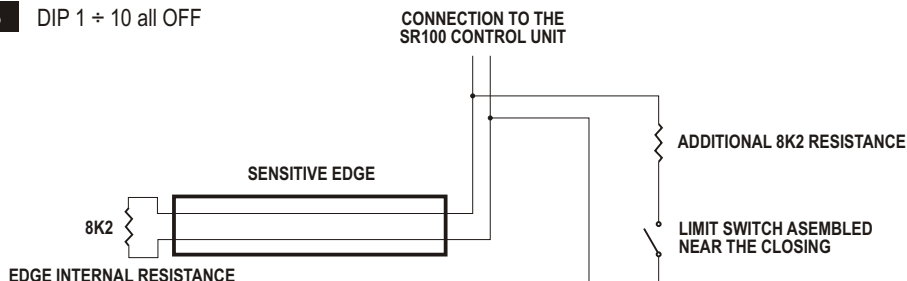 DIP 1 ÷ 10 all OFF
CONNECTION TO THE
SR100 CONTROL UNIT
ADDITIONAL 8K2 RESISTANCE
SENSITIVE EDGE
8K2
LIMIT SWITCH ASEMBLED
NEAR THE CLOSING
EDGE INTERNAL RESISTANCE